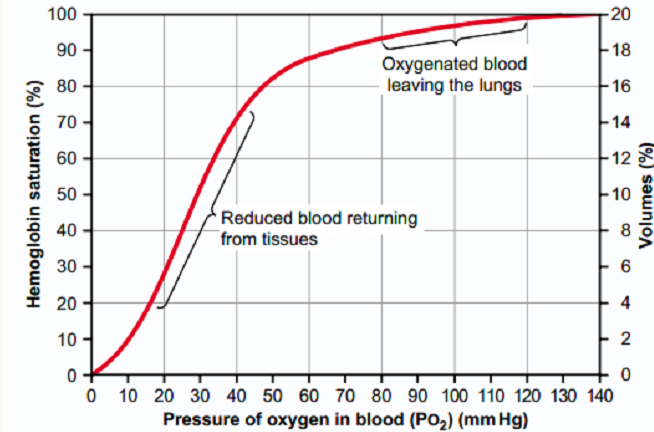 Hemoglobin saturation (%)
100
90
80
70
60
50
40
30
20
10
0
Oxygenated blood
leaving the lungs
Reduced blood returning
from tissues
20
18
16
14
12
10
8
6
4
2
0
Volumes (%)
0 10 20 30 40 50 60 70 80 90 100 110 120 130 140
Pressure of oxygen in blood (PO₂) (mm Hg)